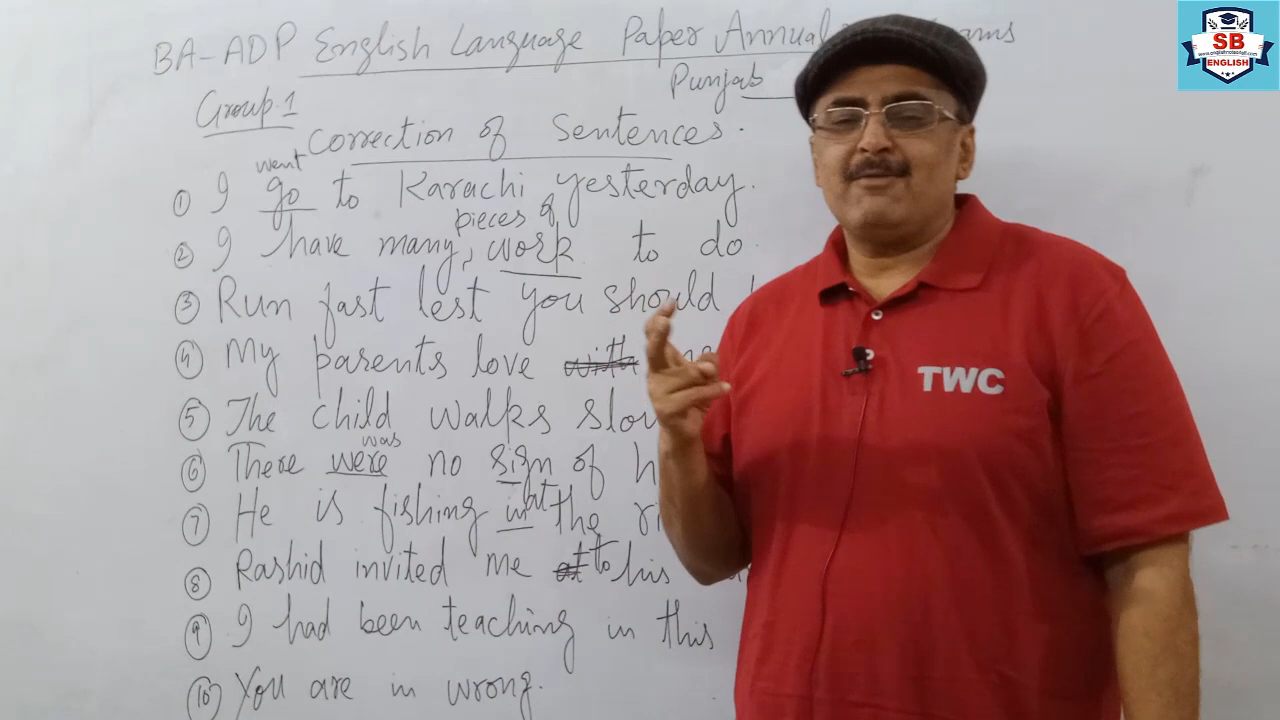 BA-ADP English Language Paper Annual
Punjab
Group. 1
Correction of Sentences.
went
① I go to Karachi yesterday.
pieces of
② I have many, work to do.
③ Run fast lest you should
④ My parents love with
⑤ The child walks
was
⑥ There were no sign of
at
⑦ He is fishing in the
⑧ Rashid invited me at to his
⑨ I had been teaching in this
⑩ You are in wrong.
TWC
SB
ENGLISH